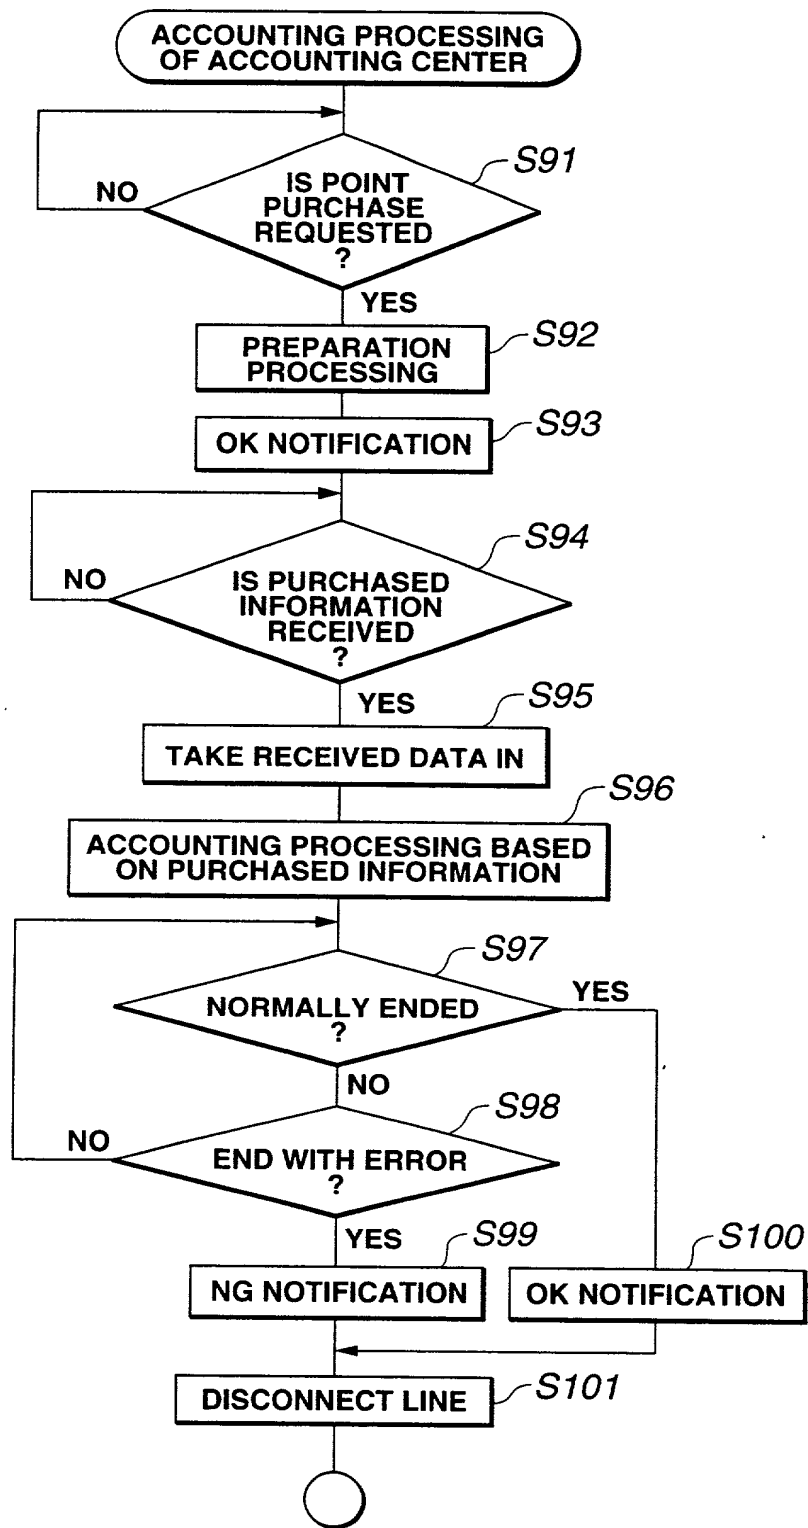 ACCOUNTING PROCESSING
OF ACCOUNTING CENTER
S91
NO
IS POINT
PURCHASE
REQUESTED
?
YES
S92
PREPARATION
PROCESSING
S93
OK NOTIFICATION
S94
NO
IS PURCHASED
INFORMATION
RECEIVED
?
YES
S95
TAKE RECEIVED DATA IN
S96
ACCOUNTING PROCESSING BASED
ON PURCHASED INFORMATION
S97
NORMALLY ENDED
?
YES
NO
S98
NO
END WITH ERROR
?
YES
S99
NG NOTIFICATION
S100
OK NOTIFICATION
S101
DISCONNECT LINE